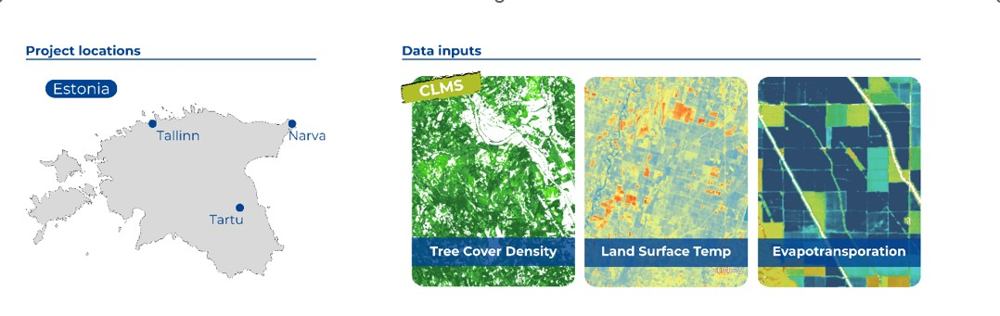 Project locations
Estonia
Tallinn
Narva
Tartu
Data inputs
CLMS
Tree Cover Density
Land Surface Temp
Evapotransporation